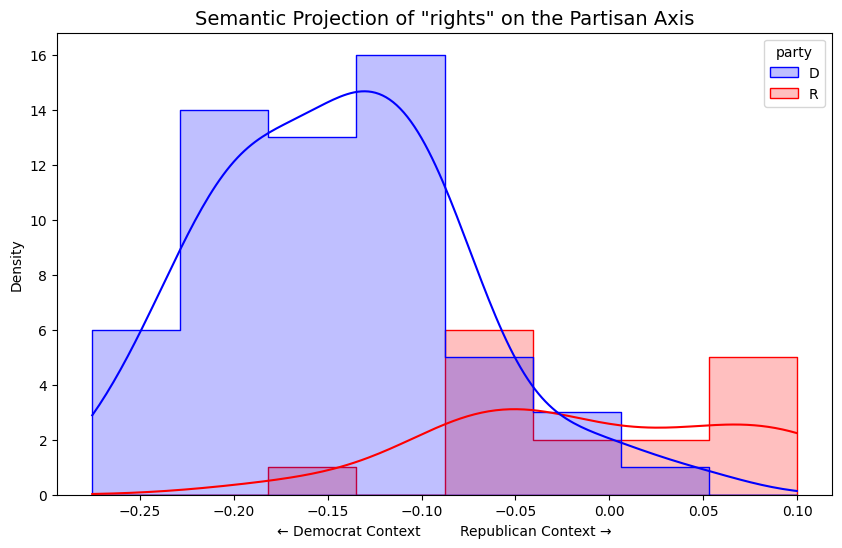 Semantic Projection of "rights" on the Partisan Axis
party
D
R
Density
16
14
12
10
8
6
4
2
0
−0.25 −0.20 −0.15 −0.10 −0.05 0.00 0.05 0.10
← Democrat Context Republican Context →